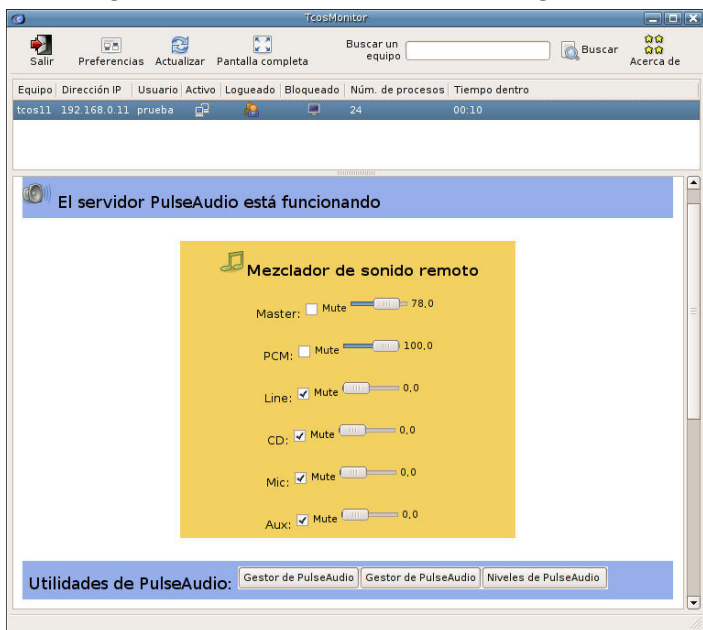 TcosMonitor
Salir Preferencias Actualizar Pantalla completa Buscar un equipo Buscar Acerca de
Equipo Dirección IP Usuario Activo Logueado Bloqueado Núm. de procesos Tiempo dentro
tcos11 192.168.0.11 prueba 24 00:10
El servidor PulseAudio está funcionando
Mezclador de sonido remoto
Master: Mute 78,0
PCM: Mute 100,0
Line: Mute 0,0
CD: Mute 0,0
Mic: Mute 0,0
Aux: Mute 0,0
Utilidades de PulseAudio: Gestor de PulseAudio Gestor de PulseAudio Niveles de PulseAudio